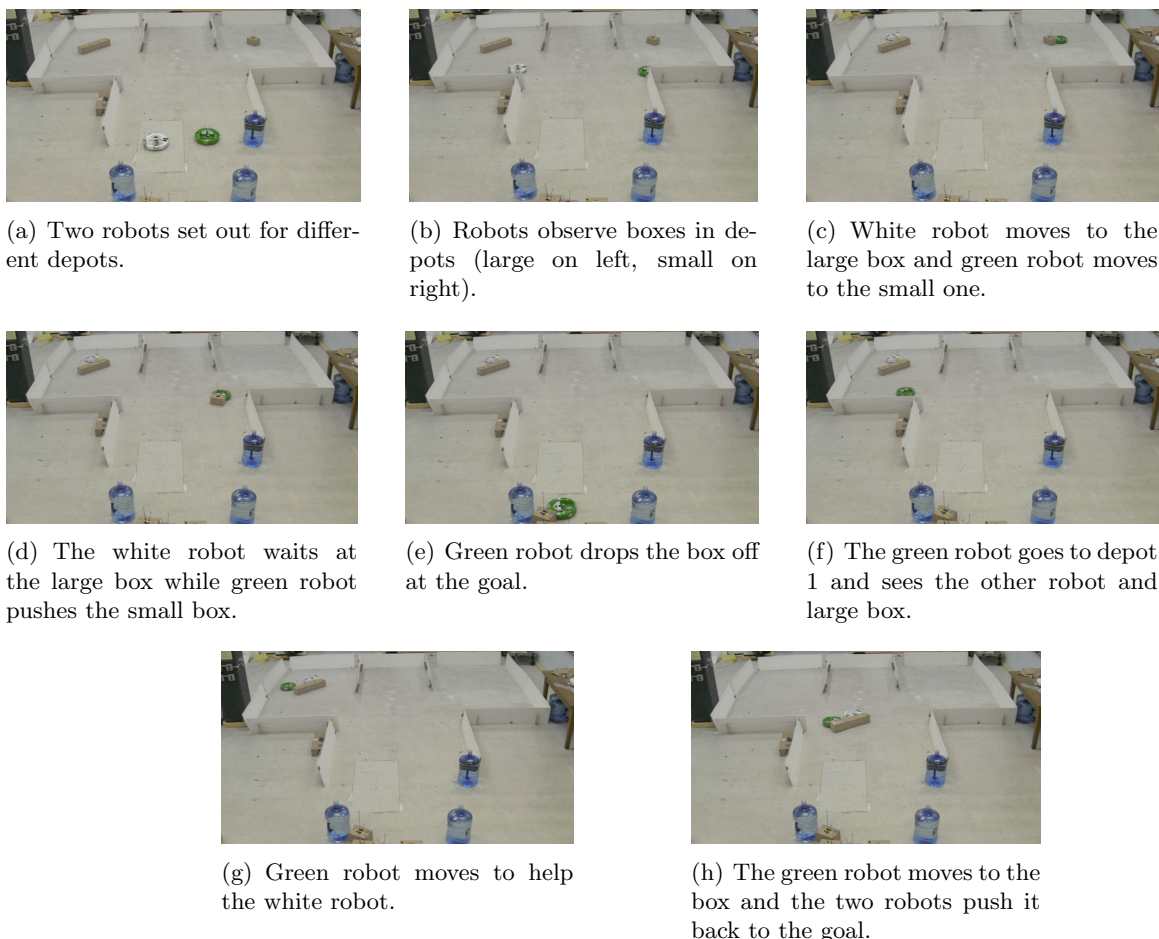 (a) Two robots set out for differ-
ent depots.
(b) Robots observe boxes in de-
pots (large on left, small on
right).
(c) White robot moves to the
large box and green robot moves
to the small one.
(d) The white robot waits at
the large box while green robot
pushes the small box.
(e) Green robot drops the box off
at the goal.
(f) The green robot goes to depot
1 and sees the other robot and
large box.
(g) Green robot moves to help
the white robot.
(h) The green robot moves to the
box and the two robots push it
back to the goal.